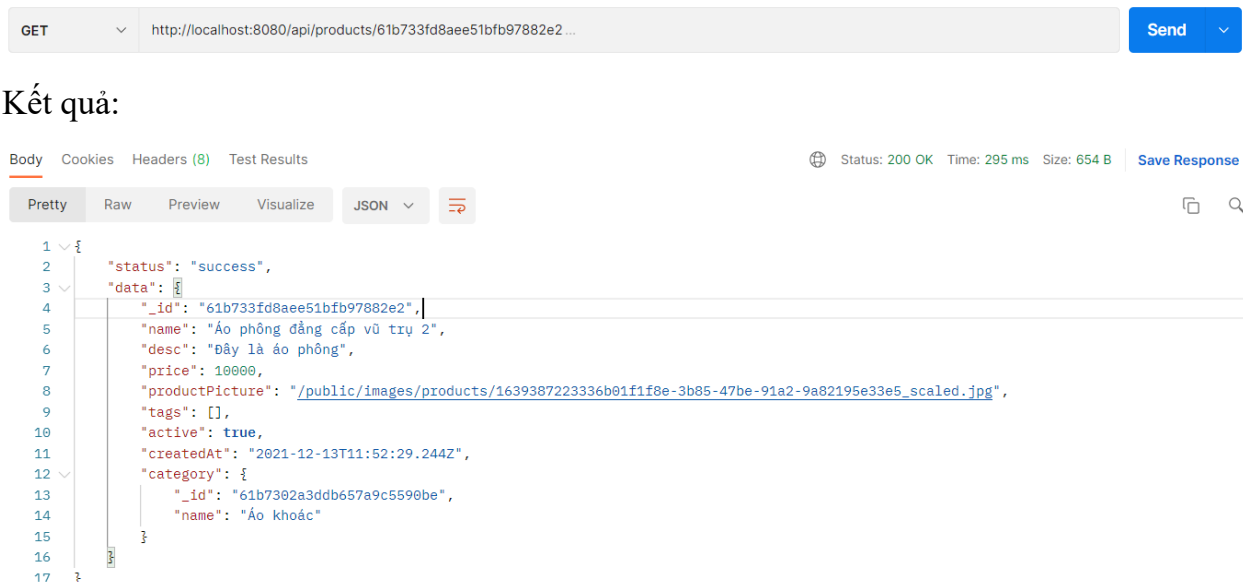 GET http://localhost:8080/api/products/61b733fd8aee51bfb97882e2 ... Send
Kết quả:
Body Cookies Headers (8) Test Results Status: 200 OK Time: 295 ms Size: 654 B Save Response
Pretty Raw Preview Visualize JSON
1 {
2 "status": "success",
3 "data": {
4 "_id": "61b733fd8aee51bfb97882e2",
5 "name": "Áo phông đẳng cấp vũ trụ 2",
6 "desc": "Đây là áo phông",
7 "price": 10000,
8 "productPicture": "/public/images/products/1639387223336b01f1f8e-3b85-47be-91a2-9a82195e33e5_scaled.jpg",
9 "tags": [],
10 "active": true,
11 "createdAt": "2021-12-13T11:52:29.244Z",
12 "category": {
13 "_id": "61b7302a3ddb657a9c5590be",
14 "name": "Áo khoác"
15 }
16 }
17 }